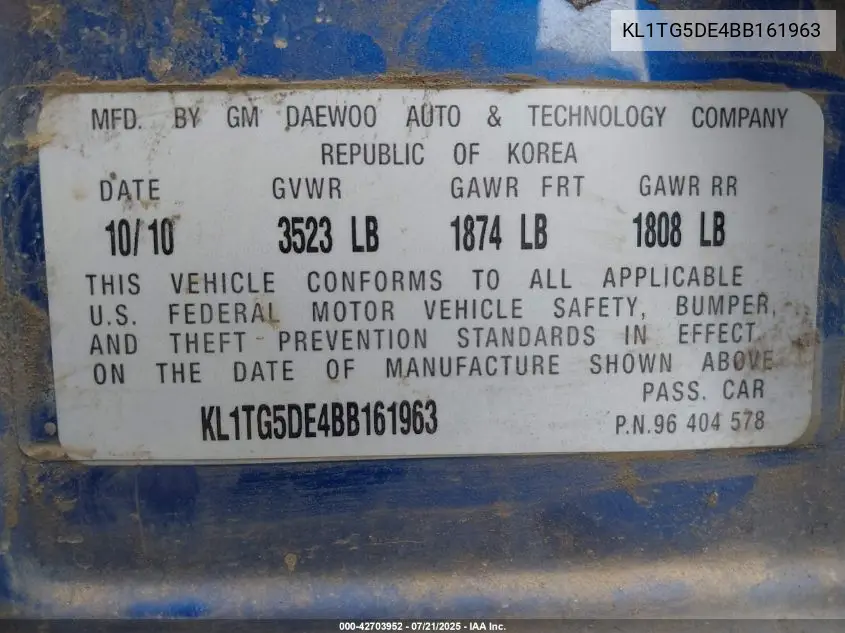 KL1TG5DE4BB161963
MFD. BY GM DAEWOO AUTO & TECHNOLOGY COMPANY
REPUBLIC OF KOREA
DATE GVWR GAWR FRT GAWR RR
10/10 3523 LB 1874 LB 1808 LB
THIS VEHICLE CONFORMS TO ALL APPLICABLE
U.S. FEDERAL MOTOR VEHICLE SAFETY, BUMPER,
AND THEFT PREVENTION STANDARDS IN EFFECT
ON THE DATE OF MANUFACTURE SHOWN ABOVE
PASS. CAR
KL1TG5DE4BB161963
P.N.96 404 578
000-42703952 - 07/21/2025 - IAA Inc.